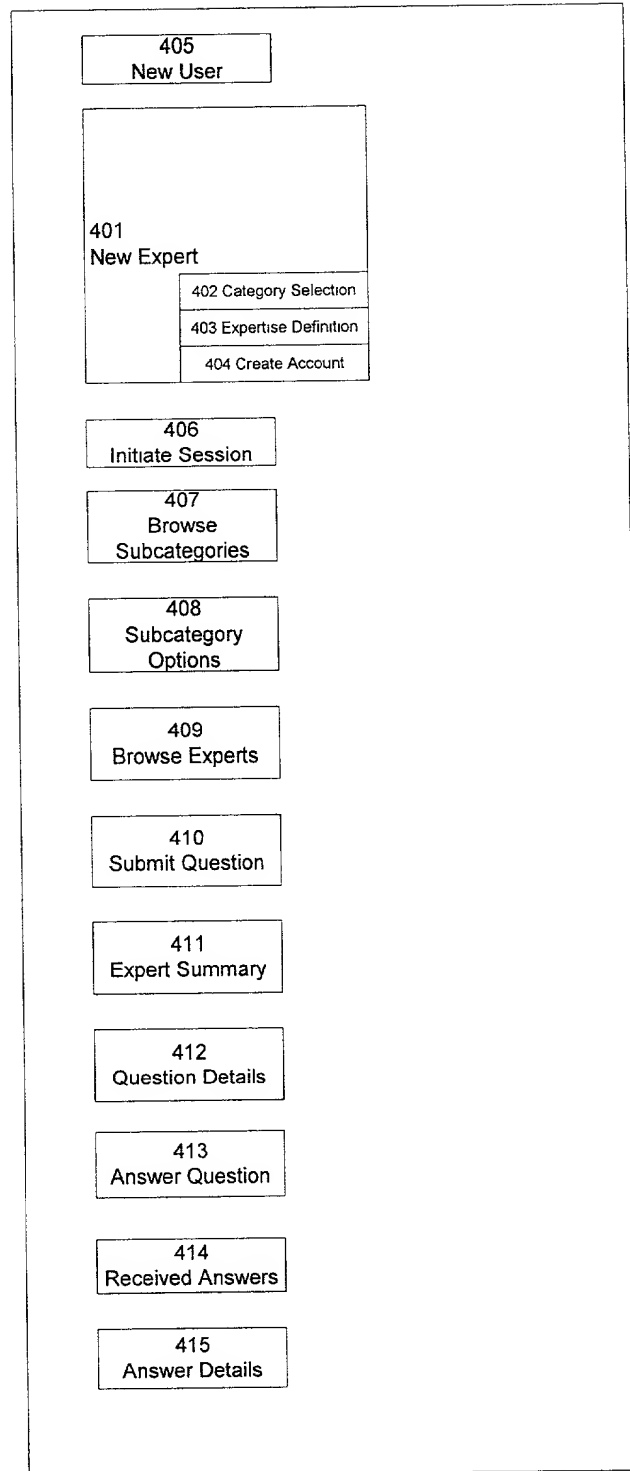 405
New User
401
New Expert
402 Category Selection
403 Expertise Definition
404 Create Account
406
Initiate Session
407
Browse
Subcategories
408
Subcategory
Options
409
Browse Experts
410
Submit Question
411
Expert Summary
412
Question Details
413
Answer Question
414
Received Answers
415
Answer Details